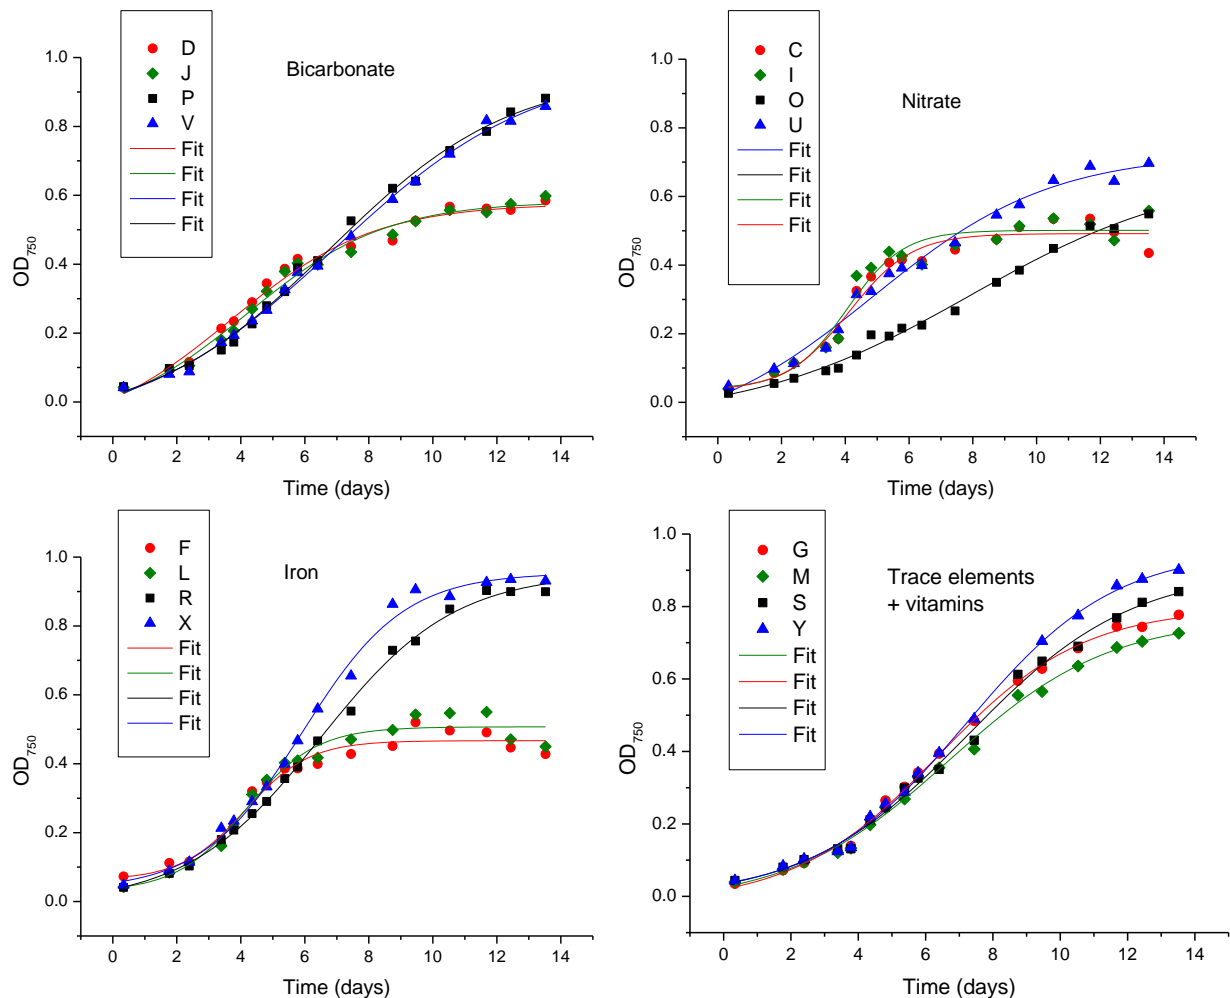 D
J
P
V
Fit
Fit
Fit
Fit
Bicarbonate
1.0
0.8
0.6
0.4
0.2
0.0
OD750
0 2 4 6 8 10 12 14
Time (days)
C
I
O
U
Fit
Fit
Fit
Fit
Nitrate
1.0
0.8
0.6
0.4
0.2
0.0
OD750
0 2 4 6 8 10 12 14
Time (days)
F
L
R
X
Fit
Fit
Fit
Fit
Iron
1.0
0.8
0.6
0.4
0.2
0.0
OD750
0 2 4 6 8 10 12 14
Time (days)
G
M
S
Y
Fit
Fit
Fit
Fit
Trace elements
+ vitamins
1.0
0.8
0.6
0.4
0.2
0.0
OD750
0 2 4 6 8 10 12 14
Time (days)